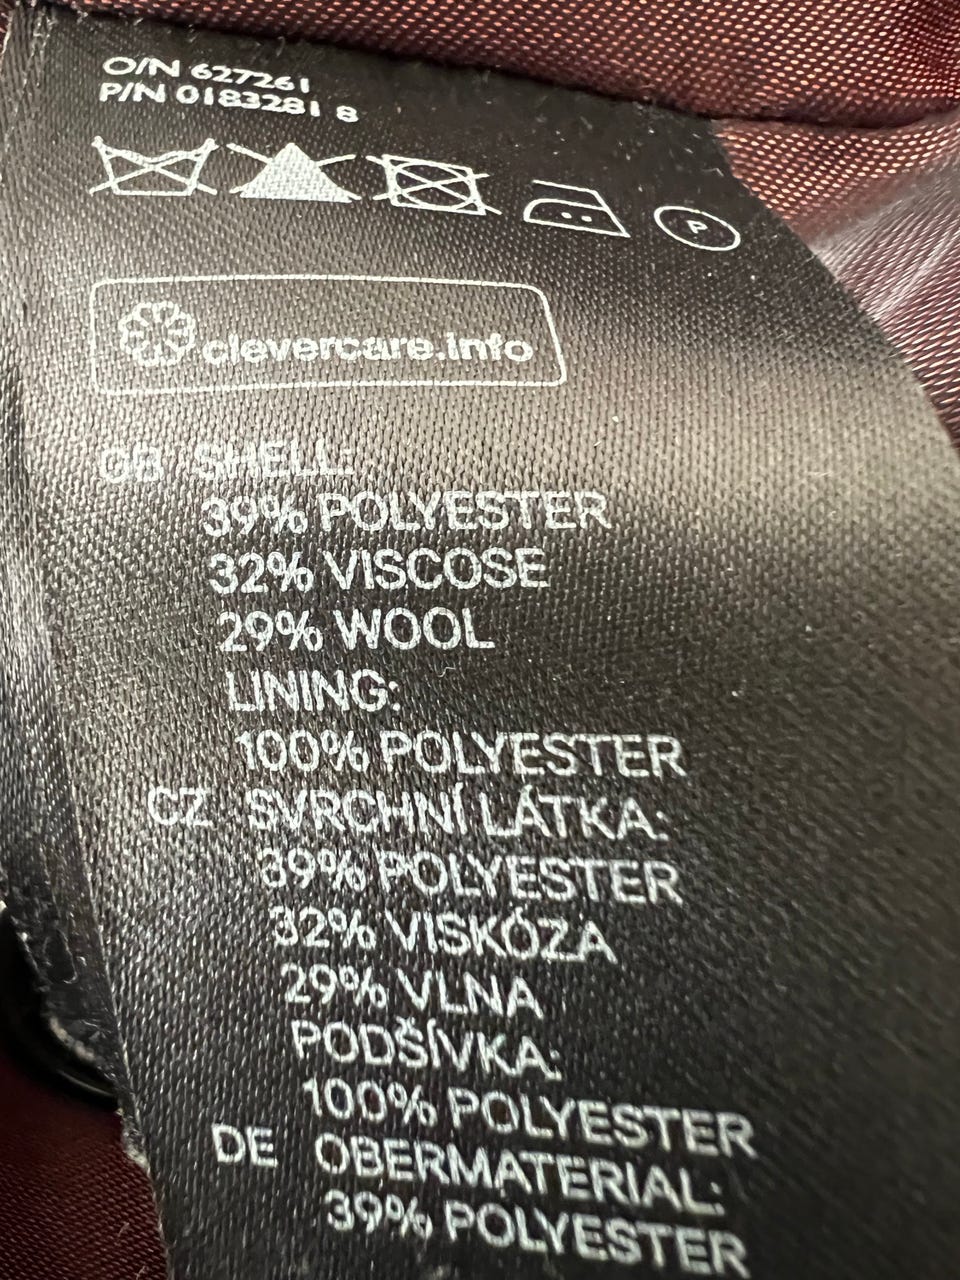 O/N 627261
P/N 0183281 8
P
clevercare.info
GB SHELL:
39% POLYESTER
32% VISCOSE
29% WOOL
LINING:
100% POLYESTER
CZ SVRCHNÍ LÁTKA:
39% POLYESTER
32% VISKÓZA
29% VLNA
PODŠÍVKA:
100% POLYESTER
DE OBERMATERIAL:
39% POLYESTER